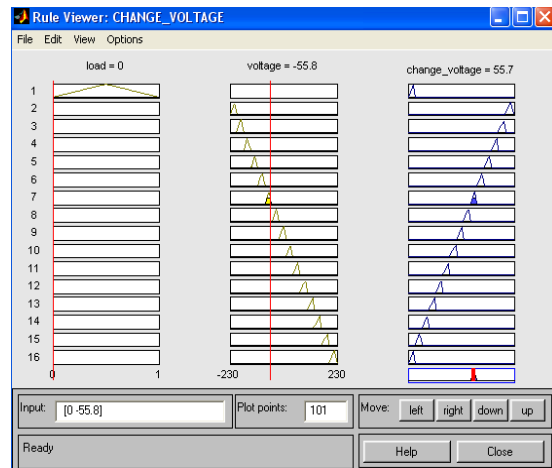 Rule Viewer: CHANGE_VOLTAGE
File Edit View Options
load = 0 voltage = -55.8 change_voltage = 55.7
1
2
3
4
5
6
7
8
9
10
11
12
13
14
15
16
0 1 -230 230
Input: [0 -55.8] Plot points: 101 Move: left right down up
Ready Help Close